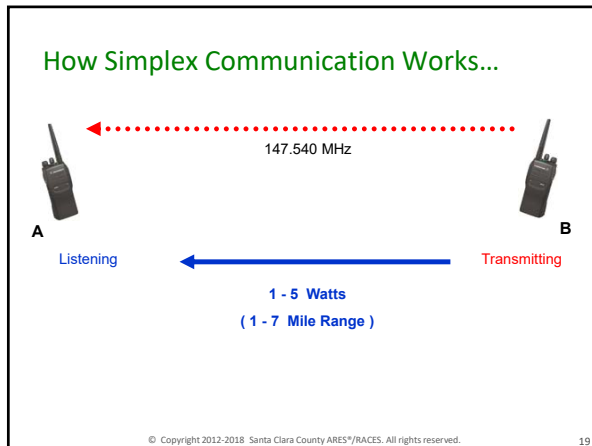 How Simplex Communication Works…
147.540 MHz
A
B
Listening
Transmitting
1 - 5 Watts
( 1 - 7 Mile Range )
© Copyright 2012-2018 Santa Clara County ARES®/RACES. All rights reserved.
19